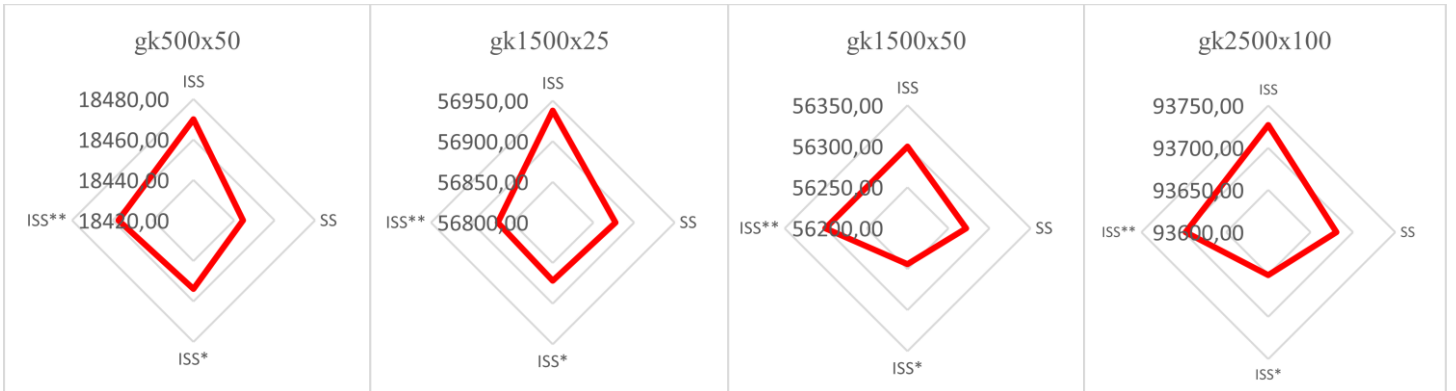 gk500x50
ISS
18480,00
18460,00
18440,00
18420,00
ISS**
SS
ISS*
gk1500x25
ISS
56950,00
56900,00
56850,00
56800,00
ISS**
SS
ISS*
gk1500x50
ISS
56350,00
56300,00
56250,00
56200,00
ISS**
SS
ISS*
gk2500x100
ISS
93750,00
93700,00
93650,00
93600,00
ISS**
SS
ISS*